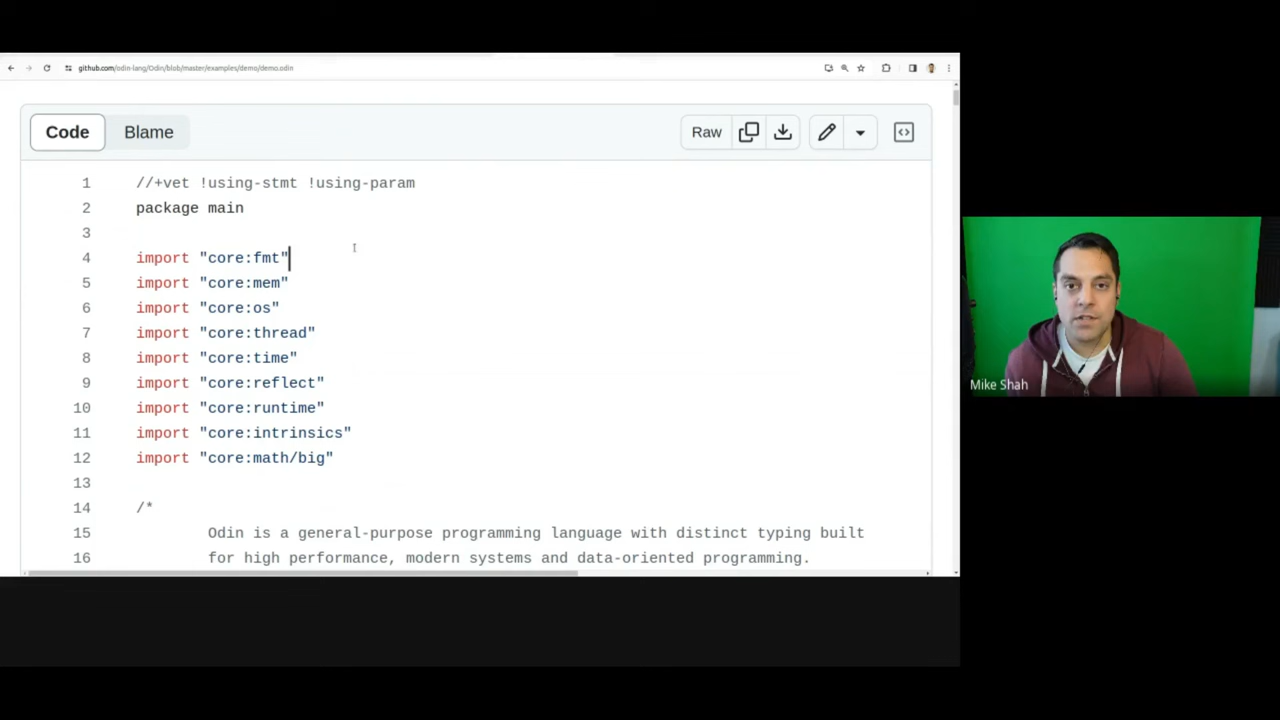 github.com/odin-lang/Odin/blob/master/examples/demo/demo.odin
Code Blame Raw
1 //+vet !using-stmt !using-param
2 package main
3
4 import "core:fmt"
5 import "core:mem"
6 import "core:os"
7 import "core:thread"
8 import "core:time"
9 import "core:reflect"
10 import "core:runtime"
11 import "core:intrinsics"
12 import "core:math/big"
13
14 /*
15 Odin is a general-purpose programming language with distinct typing built
16 for high performance, modern systems and data-oriented programming.
Mike Shah